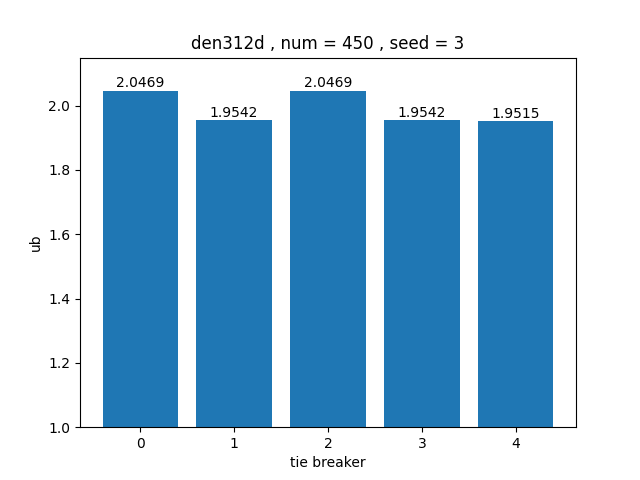 den312d , num = 450 , seed = 3
2.0469
1.9542
2.0469
1.9542
1.9515
2.0
1.8
1.6
1.4
1.2
1.0
ub
0 1 2 3 4
tie breaker